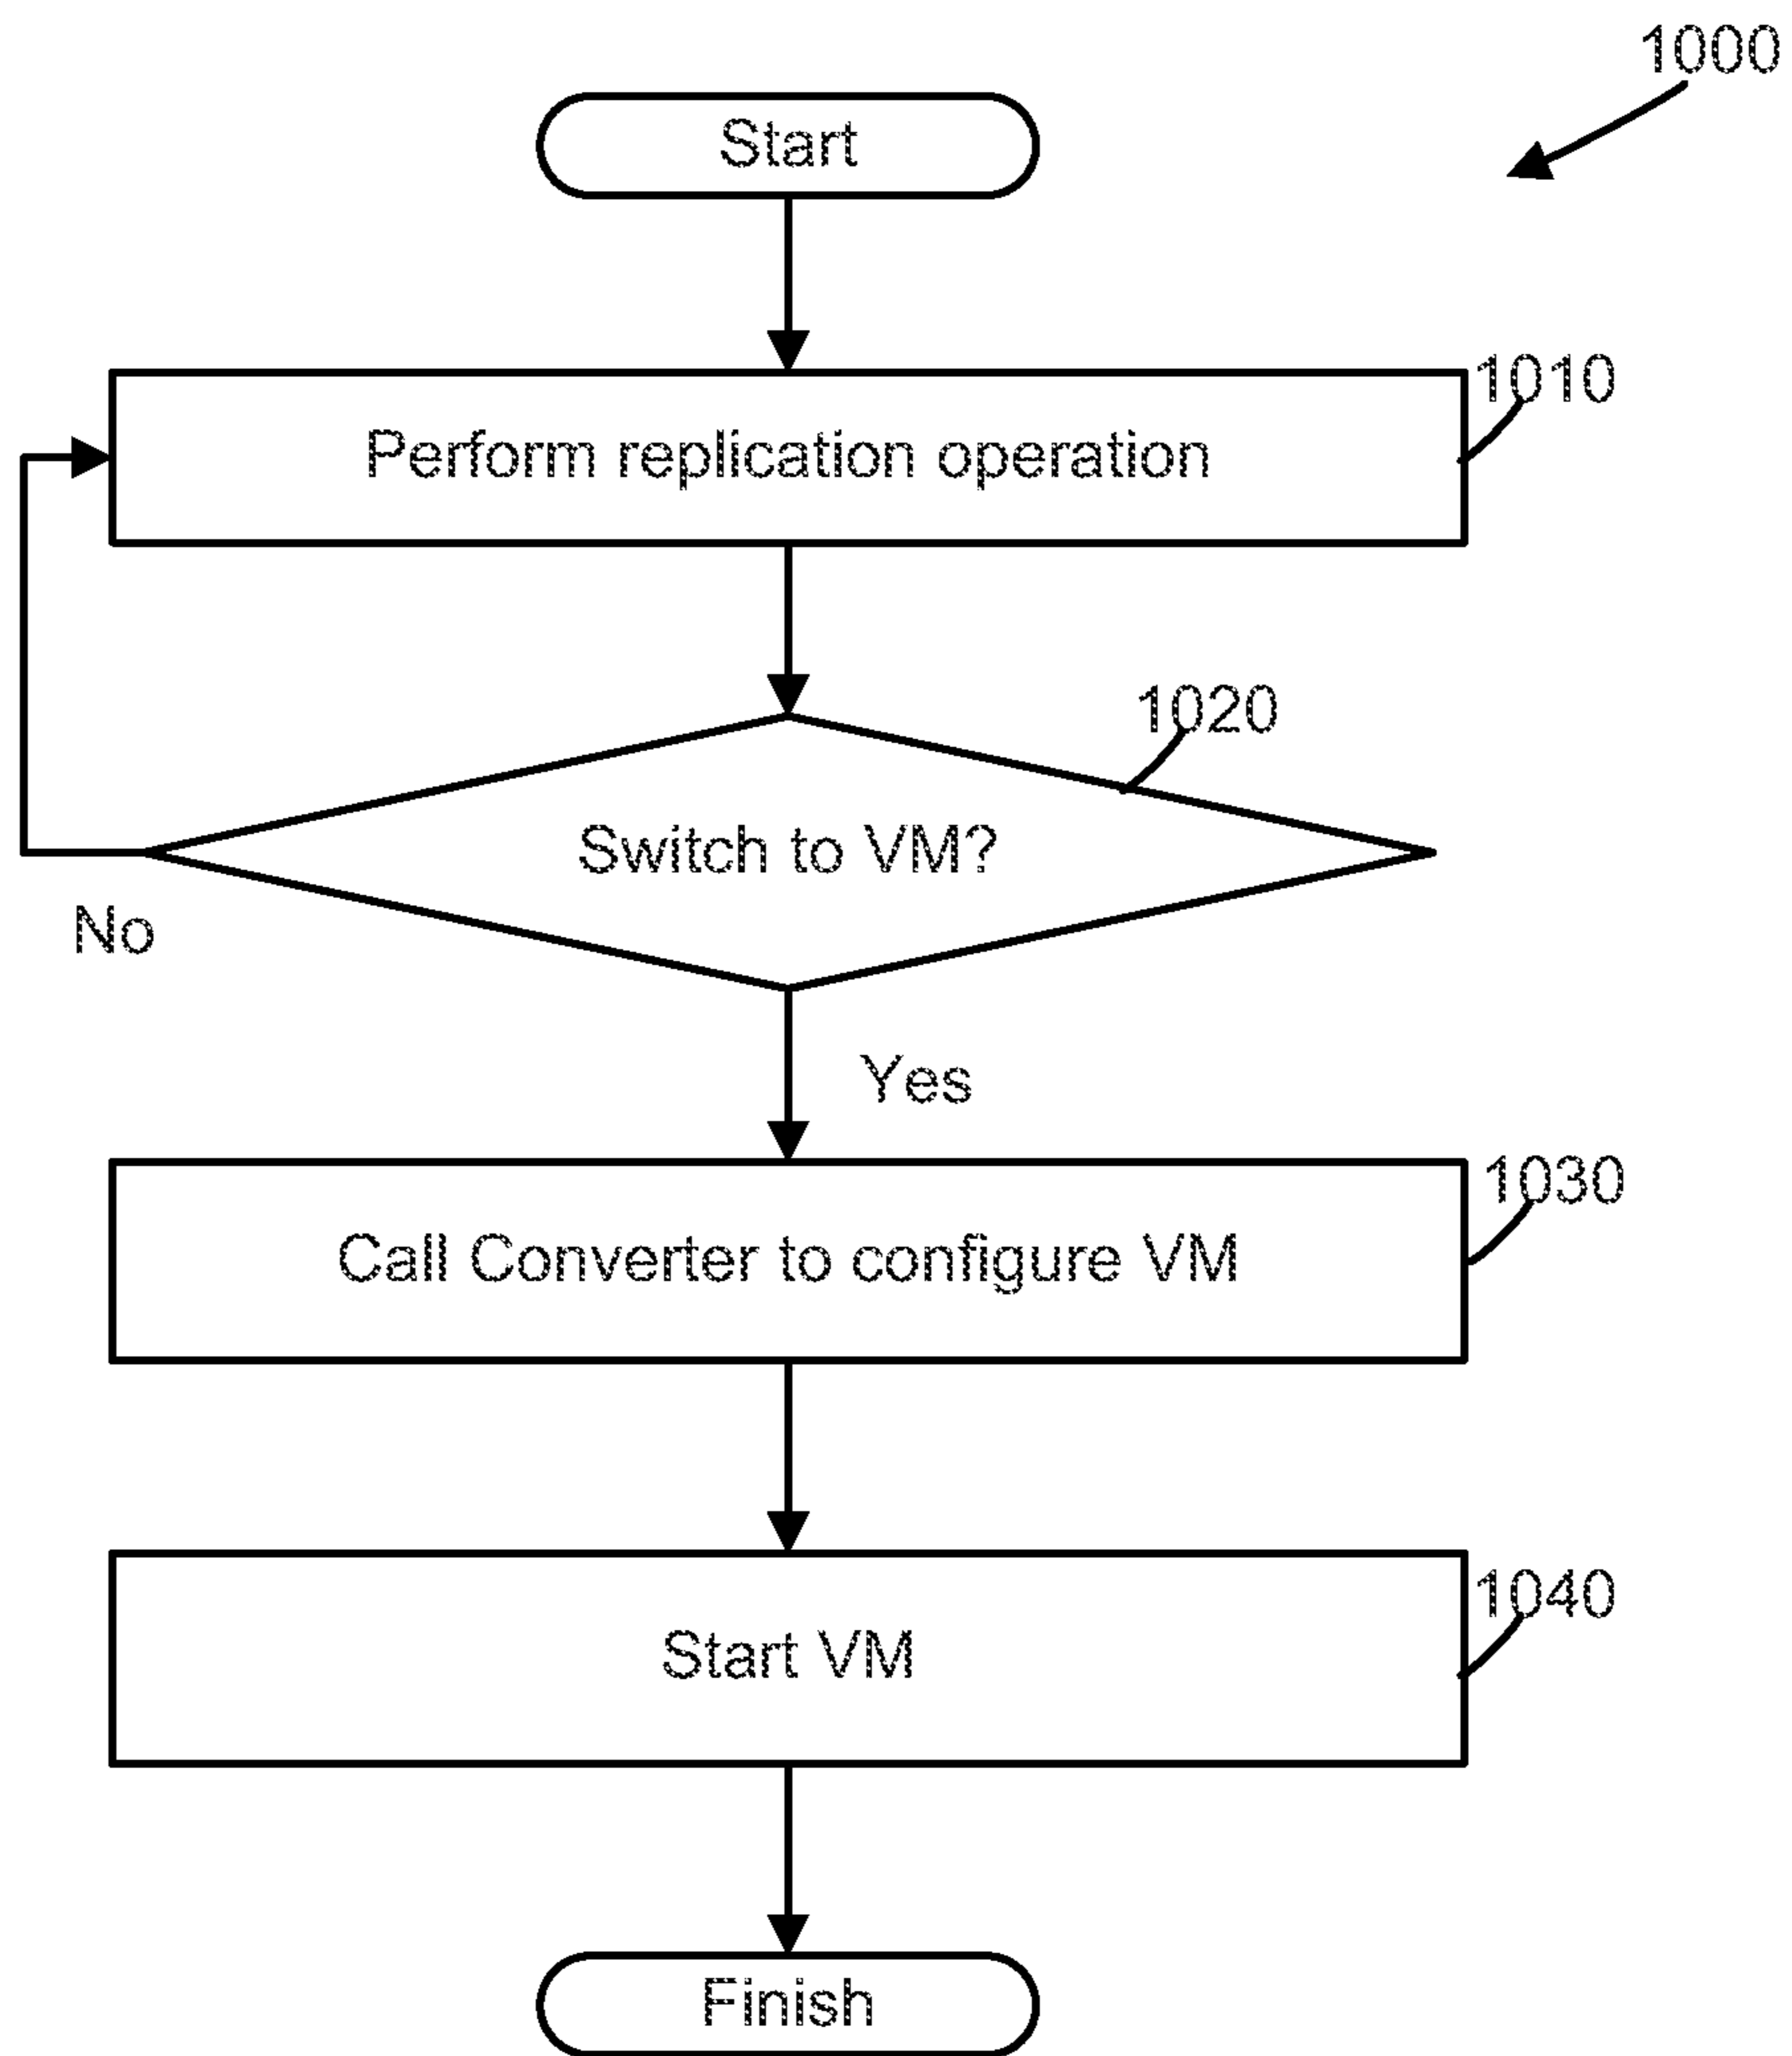 1000
Start
1010
Perform replication operation
1020
Switch to VM?
No
Yes
1030
Call Converter to configure VM
1040
Start VM
Finish